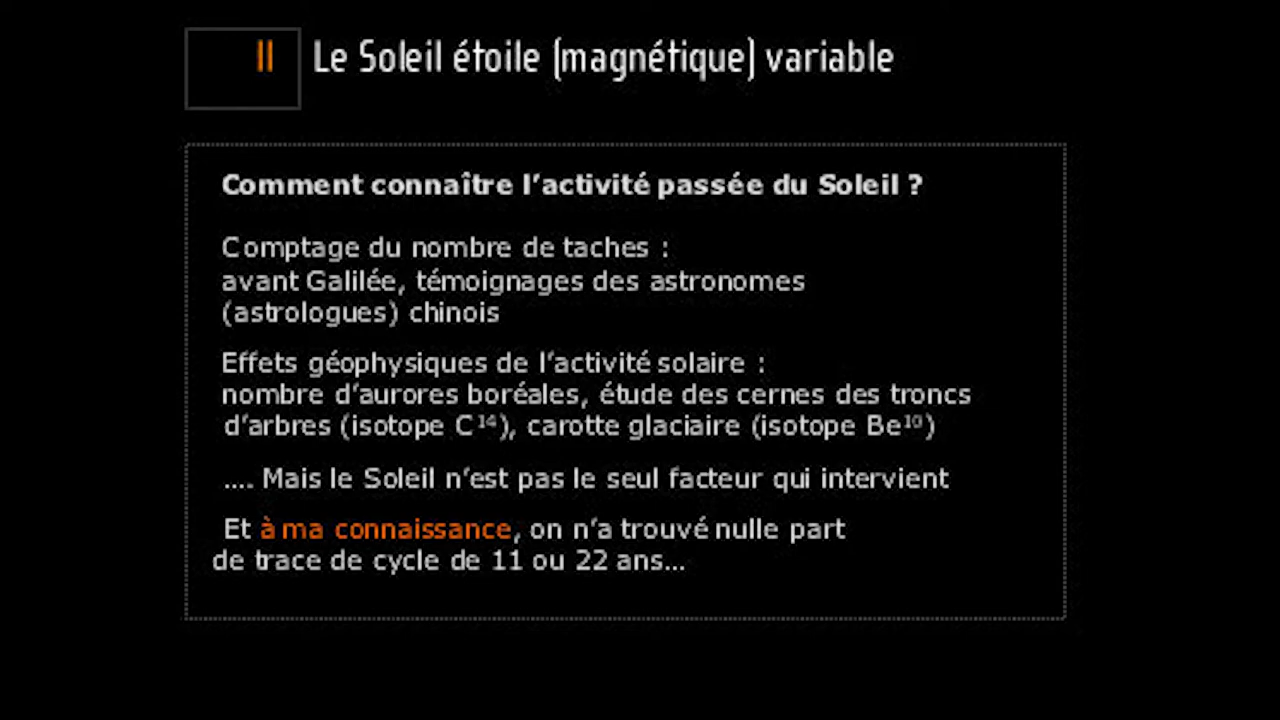 II Le Soleil étoile (magnétique) variable
Comment connaître l'activité passée du Soleil ?
Comptage du nombre de taches :
avant Galilée, témoignages des astronomes
(astrologues) chinois
Effets géophysiques de l'activité solaire :
nombre d'aurores boréales, étude des cernes des troncs
d'arbres (isotope C¹⁴), carotte glaciaire (isotope Be¹⁰)
.... Mais le Soleil n'est pas le seul facteur qui intervient
Et à ma connaissance, on n'a trouvé nulle part
de trace de cycle de 11 ou 22 ans...